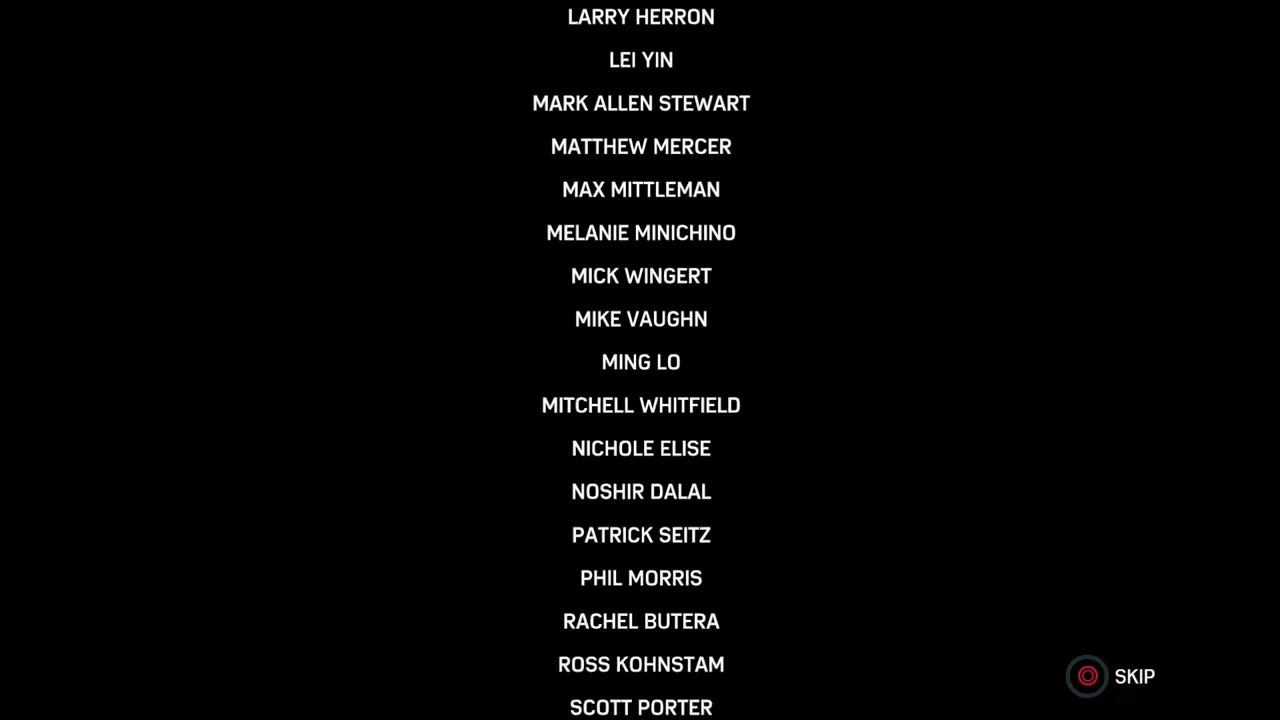 LARRY HERRON
LEI YIN
MARK ALLEN STEWART
MATTHEW MERCER
MAX MITTLEMAN
MELANIE MINICHINO
MICK WINGERT
MIKE VAUGHN
MING LO
MITCHELL WHITFIELD
NICHOLE ELISE
NOSHIR DALAL
PATRICK SEITZ
PHIL MORRIS
RACHEL BUTERA
ROSS KOHNSTAM
SKIP
SCOTT PORTER